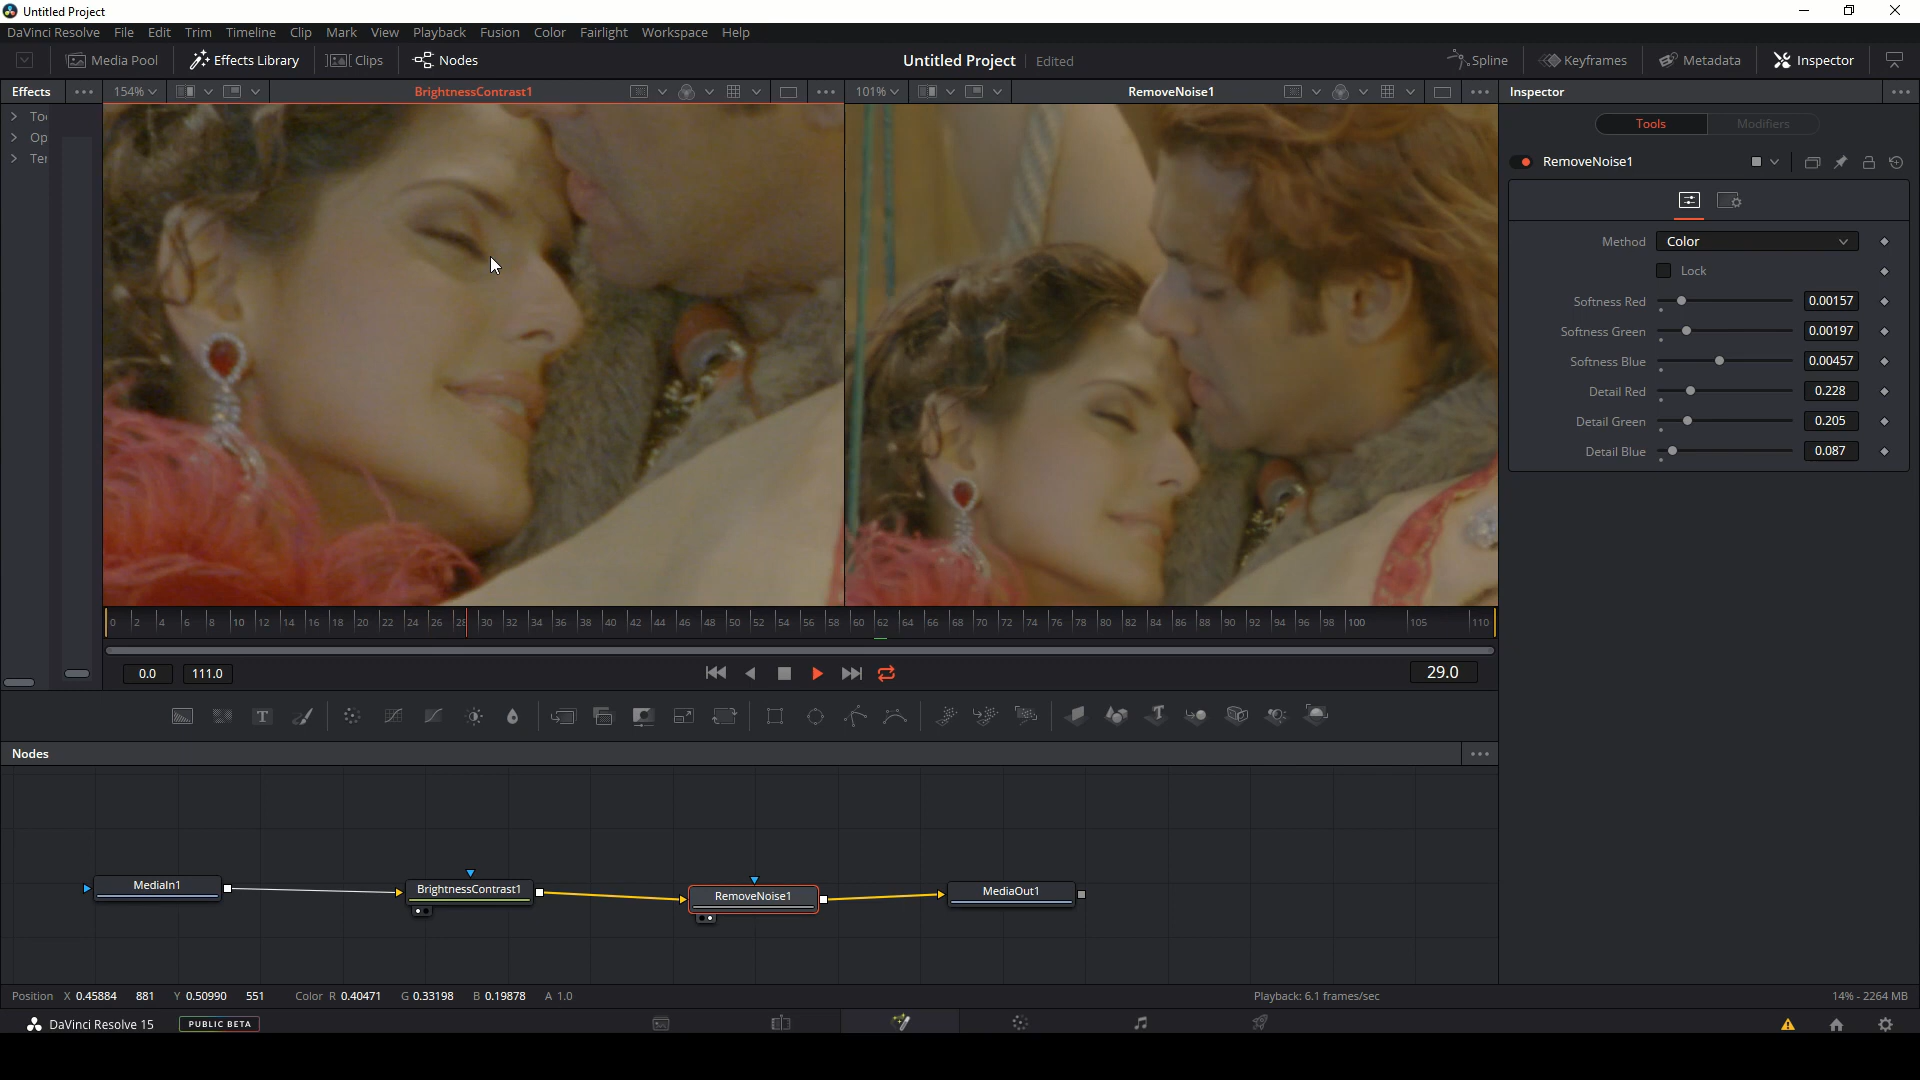 Untitled Project
DaVinci Resolve File Edit Trim Timeline Clip Mark View Playback Fusion Color Fairlight Workspace Help
Media Pool Effects Library Clips Nodes Untitled Project Edited Spline Keyframes Metadata Inspector
Effects 154% BrightnessContrast1 101% RemoveNoise1 Inspector
Too
Op
Ter
Tools Modifiers
RemoveNoise1
Method Color
Lock
Softness Red 0.00157
Softness Green 0.00197
Softness Blue 0.00457
Detail Red 0.228
Detail Green 0.205
Detail Blue 0.087
0 2 4 6 8 10 12 14 16 18 20 22 24 26 28 30 32 34 36 38 40 42 44 46 48 50 52 54 56 58 60 62 64 66 68 70 72 74 76 78 80 82 84 86 88 90 92 94 96 98 100 105 110
0.0 111.0 29.0
Nodes
MediaIn1 BrightnessContrast1 RemoveNoise1 MediaOut1
Position X 0.45884 881 Y 0.50990 551 Color R 0.40471 G 0.33198 B 0.19878 A 1.0 Playback: 6.1 frames/sec 14% - 2264 MB
DaVinci Resolve 15 PUBLIC BETA